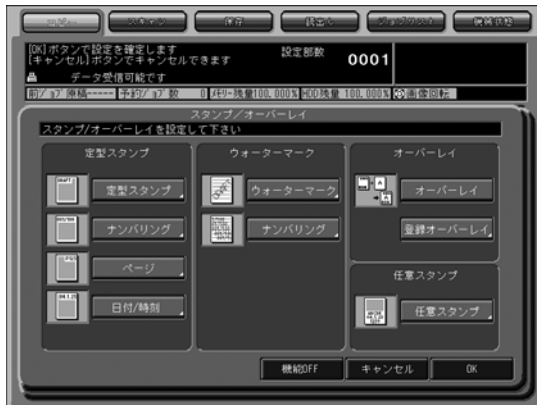 コピー
スキャン
保存
読出し
ジョブリスト
機械状態
[OK]ボタンで設定を確定します
[キャンセル]ボタンでキャンセルできます
設定部数
0001
データ受信可能です
前ジョブ原稿-----
予約ジョブ数 0
メモリー残量100.000%
HDD残量 100.000%
画像回転
スタンプ/オーバーレイ
スタンプ/オーバーレイを設定して下さい
定型スタンプ
定型スタンプ
ナンバリング
ページ
日付/時刻
ウォーターマーク
ウォーターマーク
ナンバリング
オーバーレイ
オーバーレイ
登録オーバーレイ
任意スタンプ
任意スタンプ
機能OFF
キャンセル
OK